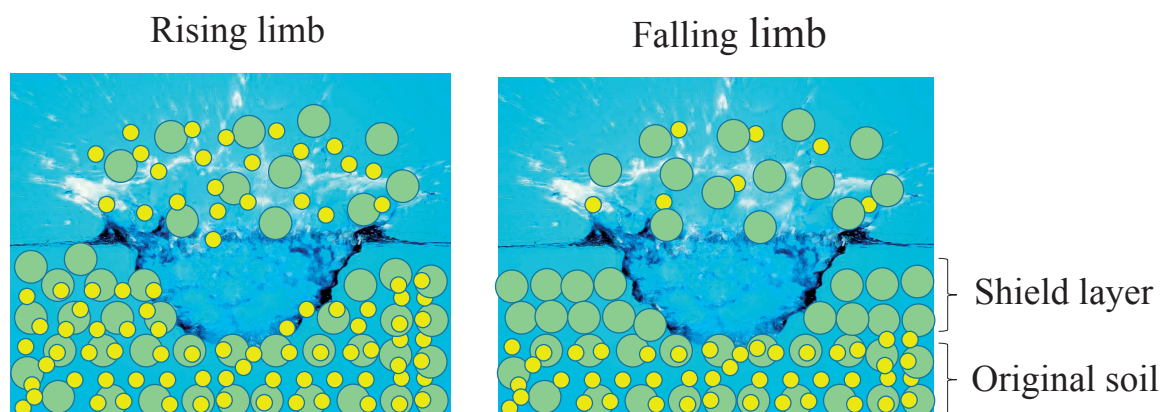 Rising limb
Falling limb
Shield layer
Original soil